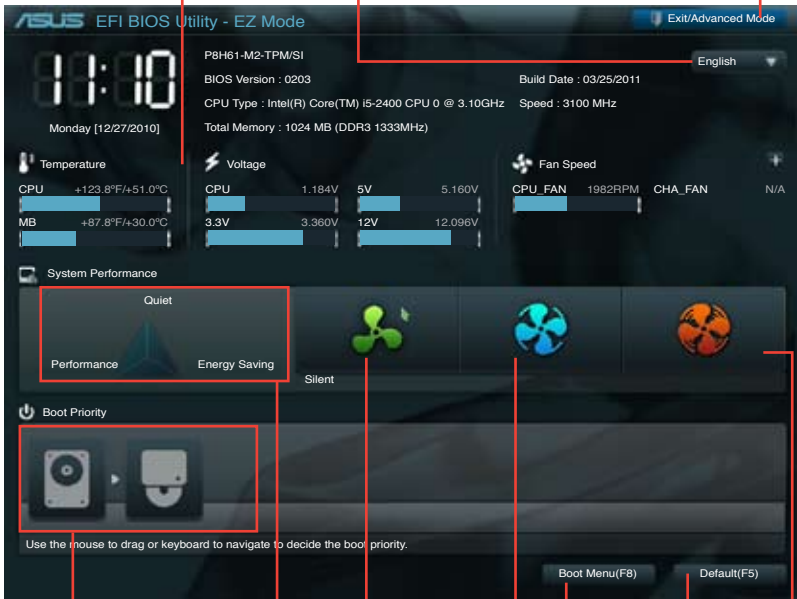 ASUS EFI BIOS Utility - EZ Mode
Exit/Advanced Mode
11:10
Monday [12/27/2010]
P8H61-M2-TPM/SI
English
BIOS Version : 0203
Build Date : 03/25/2011
CPU Type : Intel(R) Core(TM) i5-2400 CPU 0 @ 3.10GHz
Speed : 3100 MHz
Total Memory : 1024 MB (DDR3 1333MHz)
Temperature
CPU +123.8°F/+51.0°C
MB +87.8°F/+30.0°C
Voltage
CPU 1.184V 5V 5.160V
3.3V 3.360V 12V 12.096V
Fan Speed
CPU_FAN 1982RPM CHA_FAN N/A
System Performance
Quiet
Performance Energy Saving
Silent
Boot Priority
Use the mouse to drag or keyboard to navigate to decide the boot priority.
Boot Menu(F8)
Default(F5)